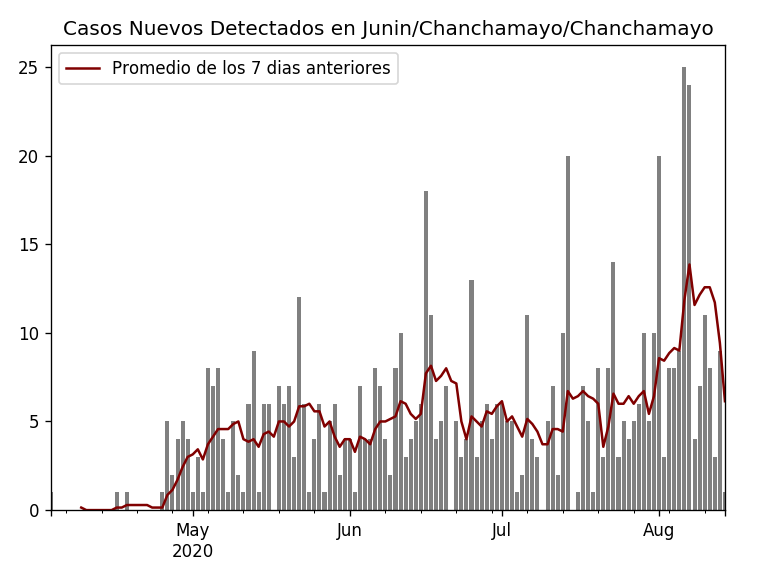 Casos Nuevos Detectados en Junin/Chanchamayo/Chanchamayo
Promedio de los 7 dias anteriores
25
20
15
10
5
0
May
2020
Jun
Jul
Aug